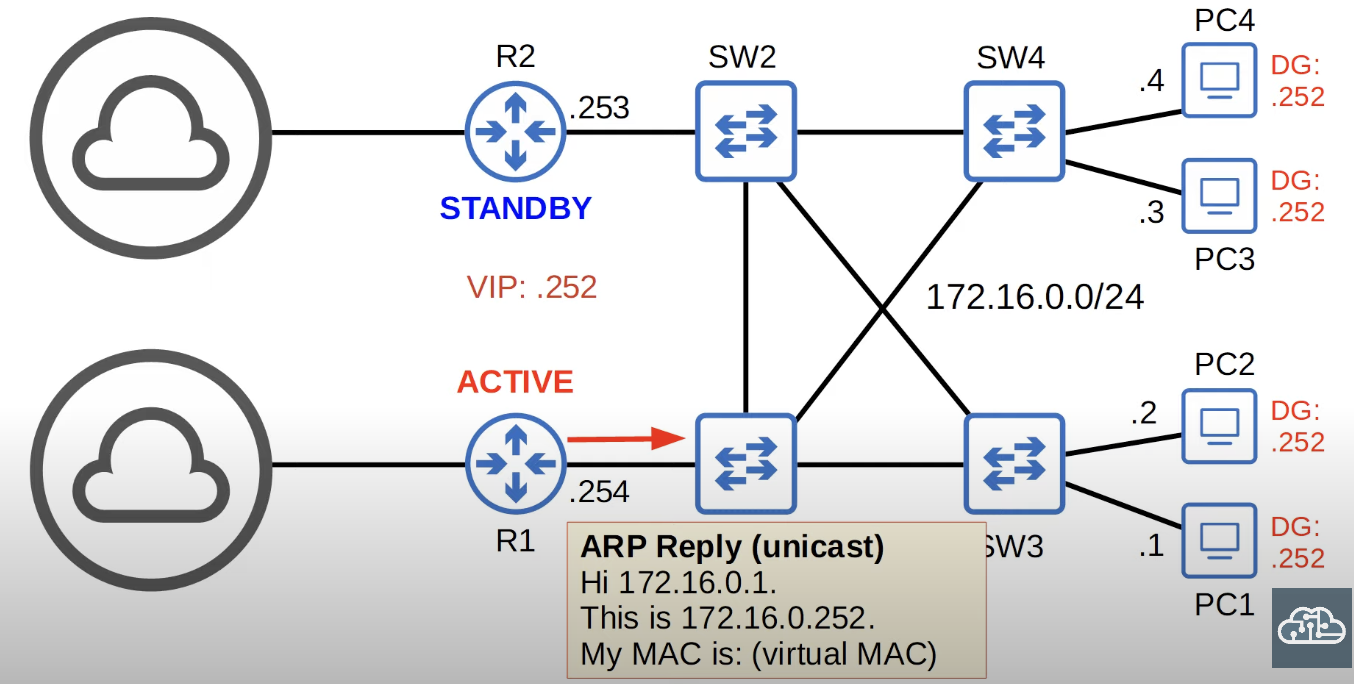 PC4
R2
SW2
SW4
.4
DG:
.252
.253
DG:
.252
STANDBY
.3
PC3
VIP: .252
172.16.0.0/24
PC2
ACTIVE
.2
DG:
.252
.254
R1
DG:
.252
.1
SW3
PC1
ARP Reply (unicast)
Hi 172.16.0.1.
This is 172.16.0.252.
My MAC is: (virtual MAC)